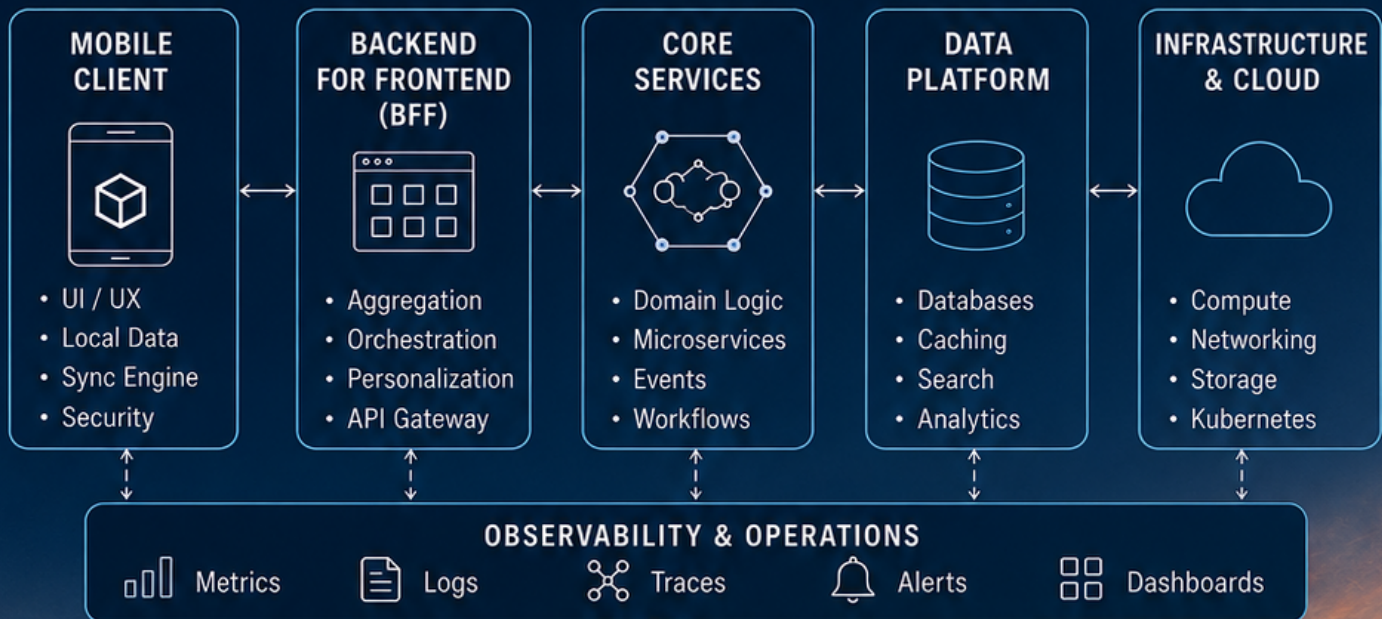 MOBILE
CLIENT
• UI / UX
• Local Data
• Sync Engine
• Security
BACKEND
FOR FRONTEND
(BFF)
• Aggregation
• Orchestration
• Personalization
• API Gateway
CORE
SERVICES
• Domain Logic
• Microservices
• Events
• Workflows
DATA
PLATFORM
• Databases
• Caching
• Search
• Analytics
INFRASTRUCTURE
& CLOUD
• Compute
• Networking
• Storage
• Kubernetes
OBSERVABILITY & OPERATIONS
Metrics
Logs
Traces
Alerts
Dashboards